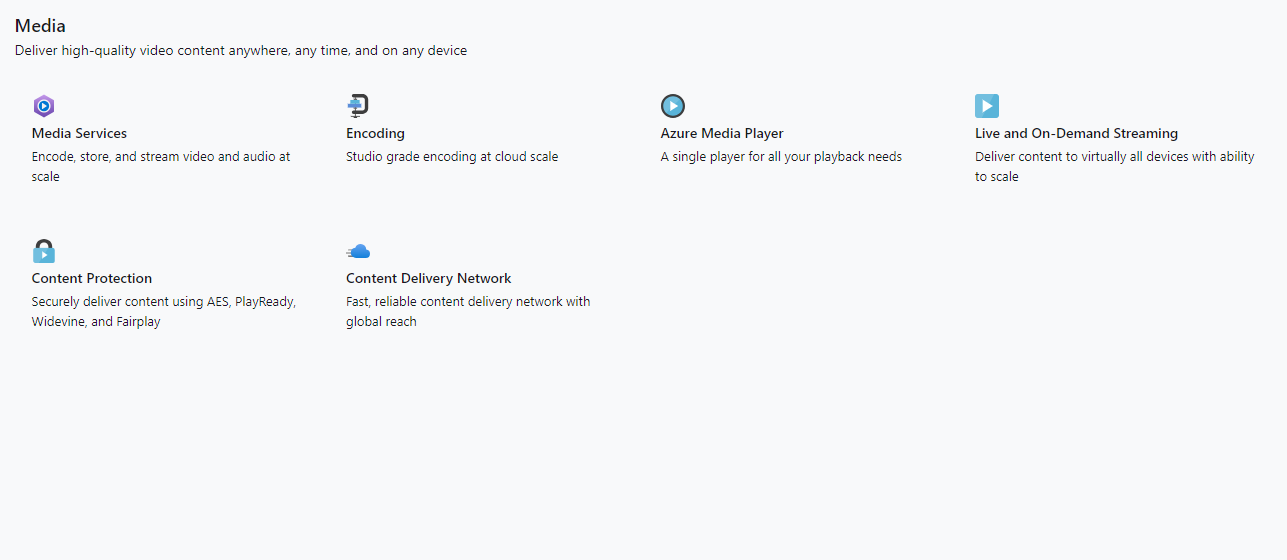 Media
Deliver high-quality video content anywhere, any time, and on any device
Media Services
Encode, store, and stream video and audio at
scale
Encoding
Studio grade encoding at cloud scale
Azure Media Player
A single player for all your playback needs
Live and On-Demand Streaming
Deliver content to virtually all devices with ability
to scale
Content Protection
Securely deliver content using AES, PlayReady,
Widevine, and Fairplay
Content Delivery Network
Fast, reliable content delivery network with
global reach